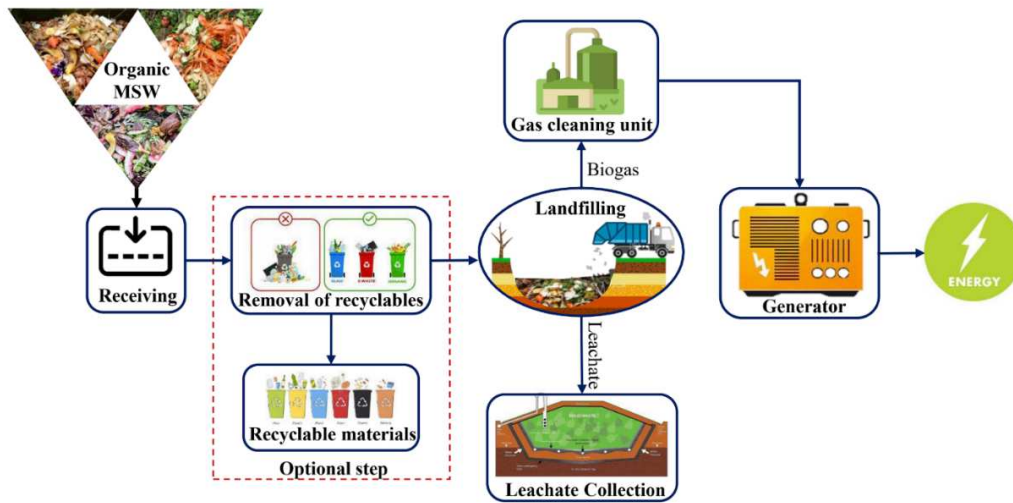 Organic
MSW
Receiving
Removal of recyclables
Recyclable materials
Optional step
Gas cleaning unit
Biogas
Landfilling
Leachate
Leachate Collection
Generator
ENERGY